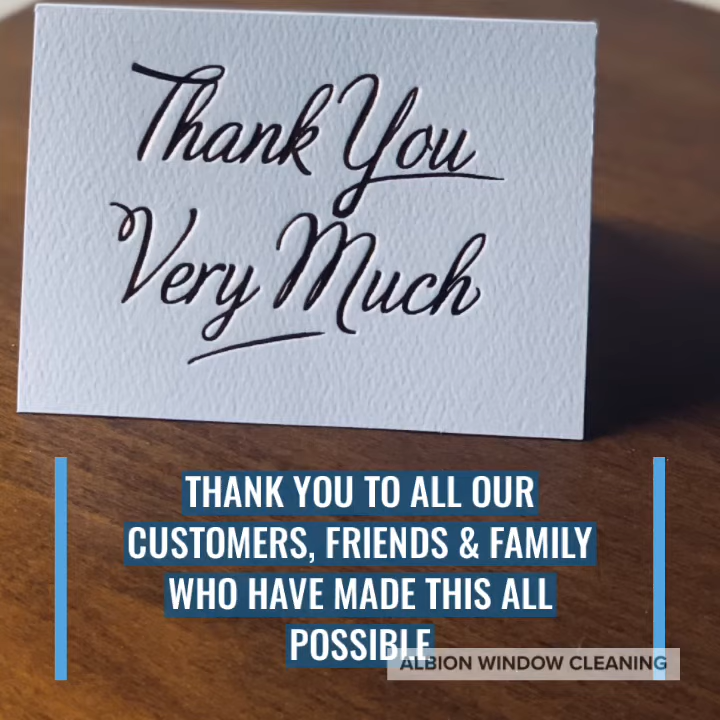 Thank You
Very Much
THANK YOU TO ALL OUR
CUSTOMERS, FRIENDS & FAMILY
WHO HAVE MADE THIS ALL
POSSIBLE
ALBION WINDOW CLEANING